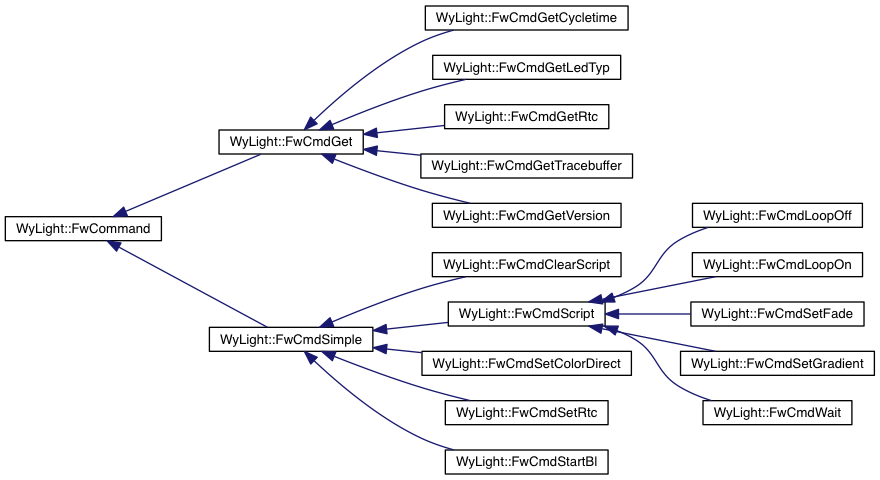 WyLight::FwCmdGetCycletime
WyLight::FwCmdGetLedTyp
WyLight::FwCmdGetRtc
WyLight::FwCmdGet
WyLight::FwCmdGetTracebuffer
WyLight::FwCmdGetVersion
WyLight::FwCmdLoopOff
WyLight::FwCommand
WyLight::FwCmdClearScript
WyLight::FwCmdLoopOn
WyLight::FwCmdScript
WyLight::FwCmdSetFade
WyLight::FwCmdSimple
WyLight::FwCmdSetColorDirect
WyLight::FwCmdSetGradient
WyLight::FwCmdSetRtc
WyLight::FwCmdWait
WyLight::FwCmdStartBl